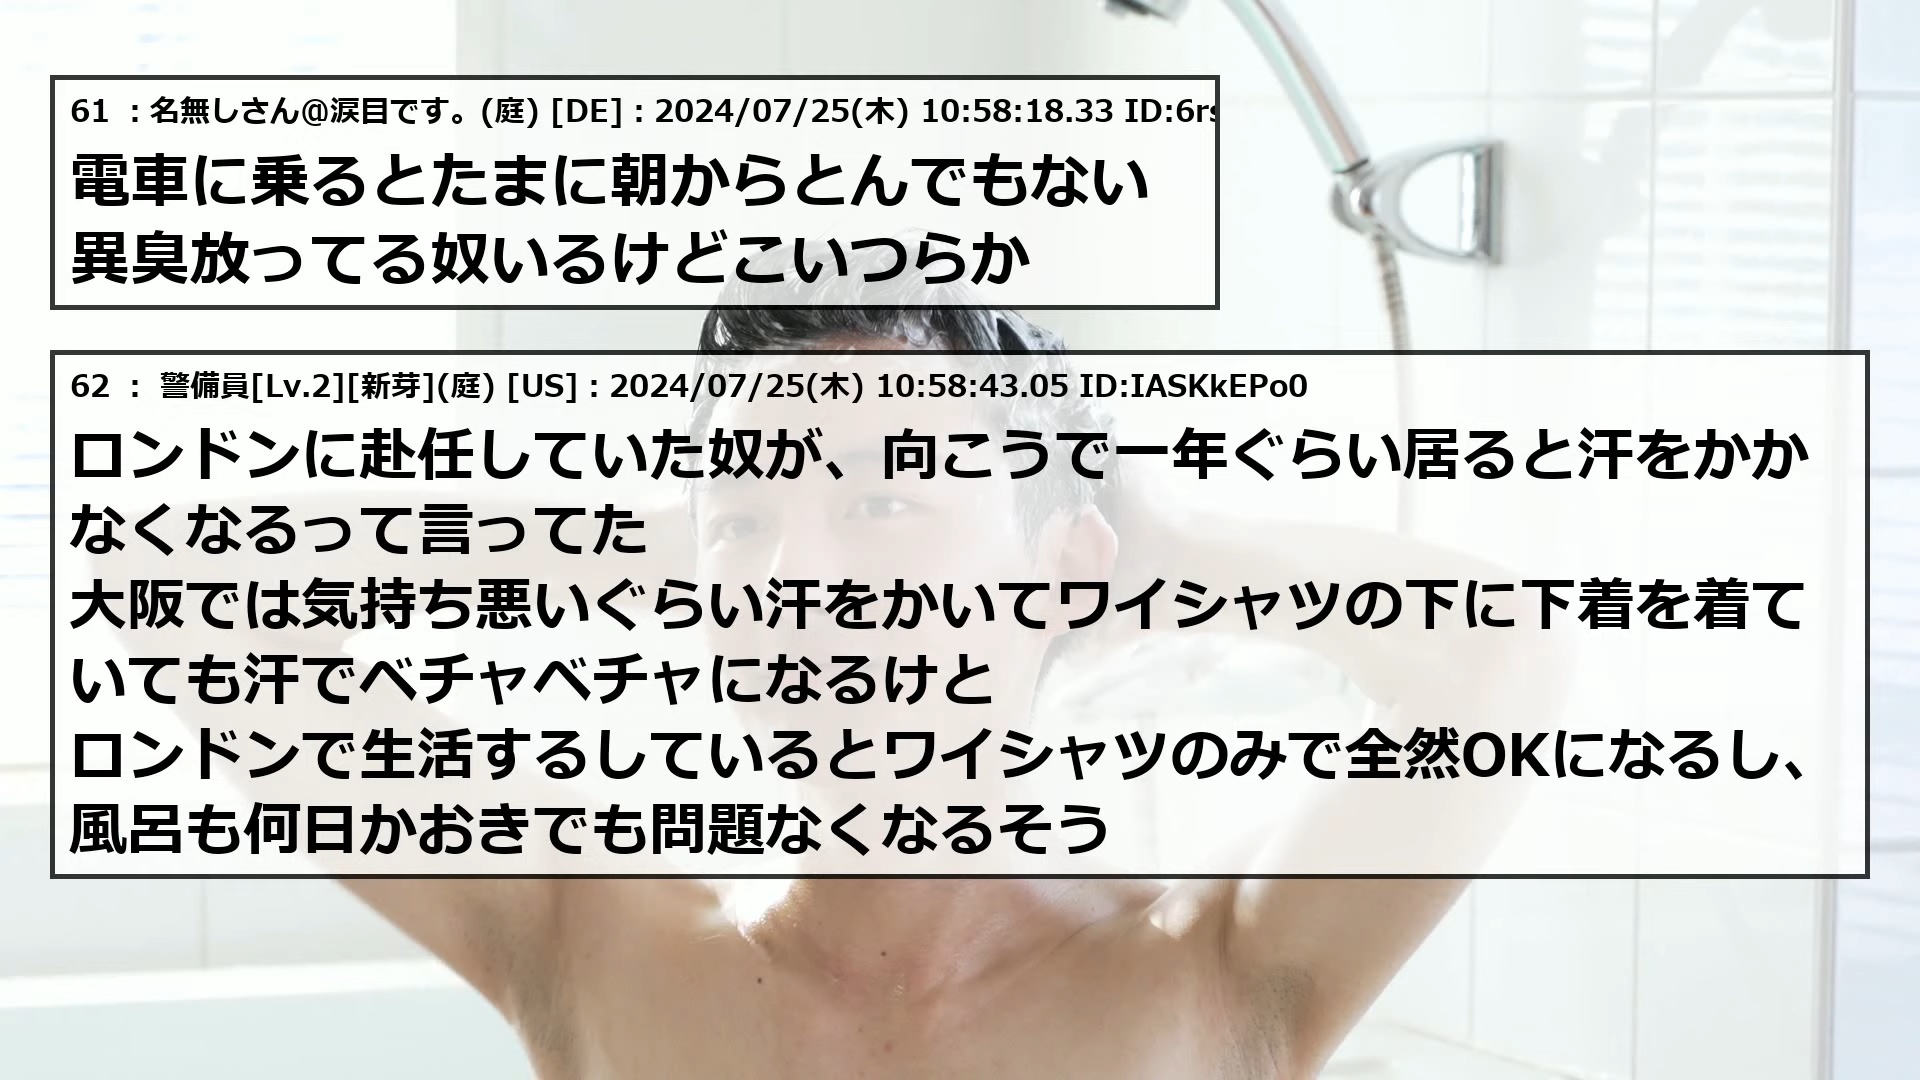 61 ：名無しさん@涙目です。(庭) [DE]：2024/07/25(木) 10:58:18.33 ID:6rs
電車に乗るとたまに朝からとんでもない
異臭放ってる奴いるけどこいつらか
62 ： 警備員[Lv.2][新芽](庭) [US]：2024/07/25(木) 10:58:43.05 ID:IASKkEPo0
ロンドンに赴任していた奴が、向こうで一年ぐらい居ると汗をかか
なくなるって言ってた
大阪では気持ち悪いぐらい汗をかいてワイシャツの下に下着を着て
いても汗でベチャベチャになるけと
ロンドンで生活するしているとワイシャツのみで全然OKになるし、
風呂も何日かおきでも問題なくなるそう